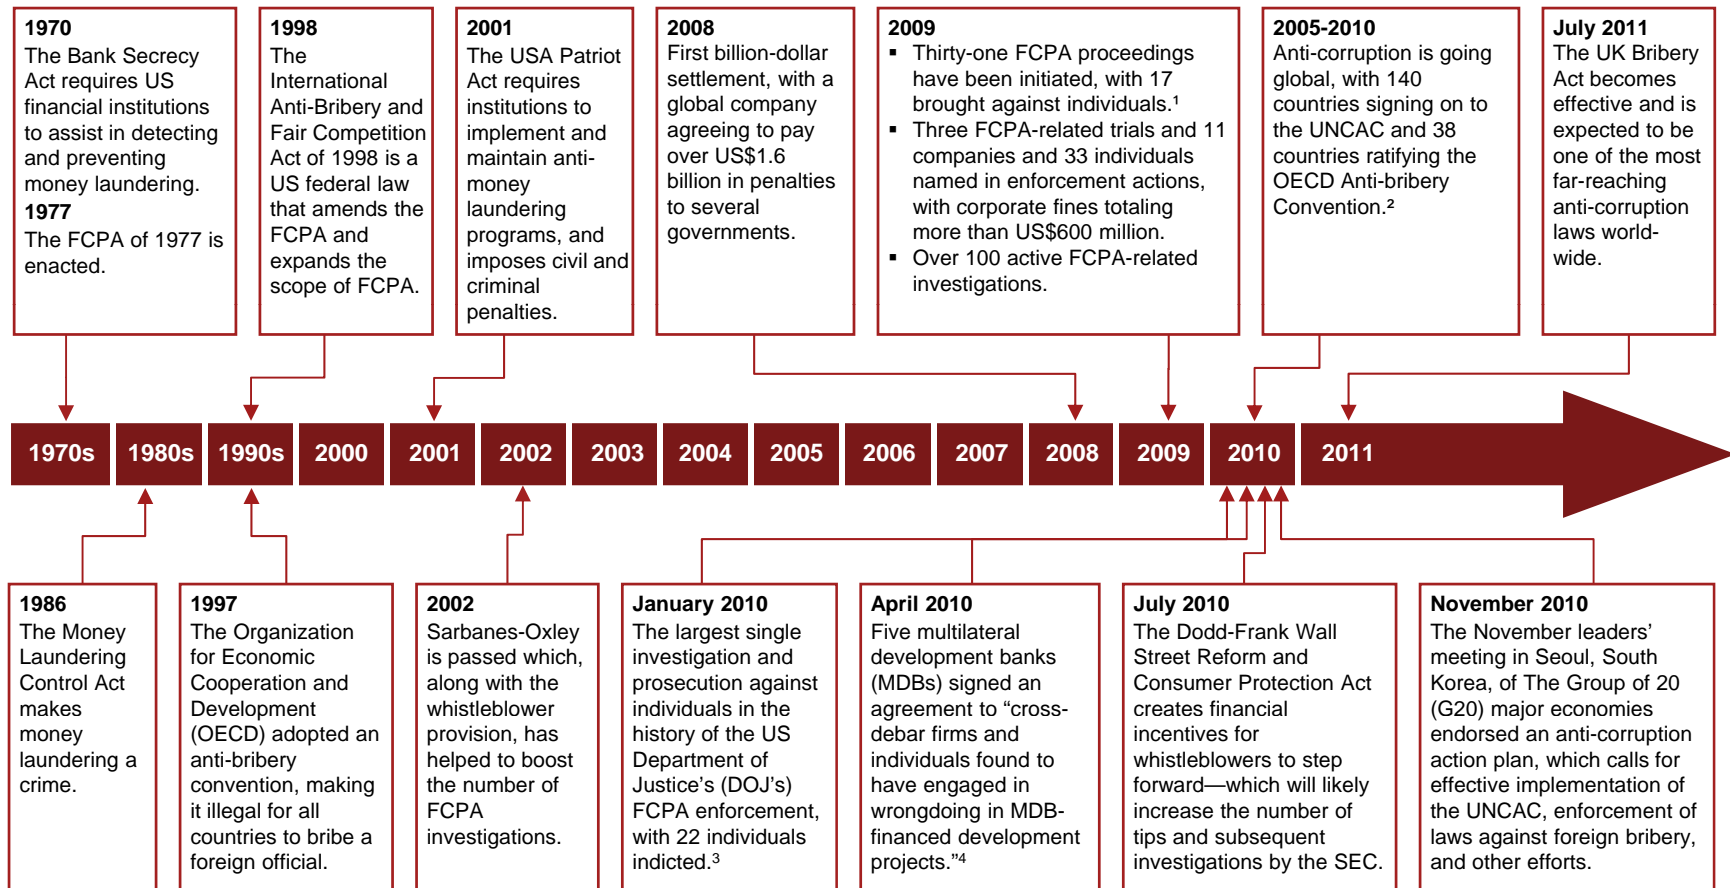 1970
The Bank Secrecy
Act requires US
financial institutions
to assist in detecting
and preventing
money laundering.
1977
The FCPA of 1977 is
enacted.
1998
The
International
Anti-Bribery and
Fair Competition
Act of 1998 is a
US federal law
that amends the
FCPA and
expands the
scope of FCPA.
2001
The USA Patriot
Act requires
institutions to
implement and
maintain anti-
money
laundering
programs, and
imposes civil and
criminal
penalties.
2008
First billion-dollar
settlement, with a
global company
agreeing to pay
over US$1.6
billion in penalties
to several
governments.
2009
▪ Thirty-one FCPA proceedings
have been initiated, with 17
brought against individuals.¹
▪ Three FCPA-related trials and 11
companies and 33 individuals
named in enforcement actions,
with corporate fines totaling
more than US$600 million.
▪ Over 100 active FCPA-related
investigations.
2005-2010
Anti-corruption is going
global, with 140
countries signing on to
the UNCAC and 38
countries ratifying the
OECD Anti-bribery
Convention.²
July 2011
The UK Bribery
Act becomes
effective and is
expected to be
one of the most
far-reaching
anti-corruption
laws world-
wide.
1970s 1980s 1990s 2000 2001 2002 2003 2004 2005 2006 2007 2008 2009 2010 2011
1986
The Money
Laundering
Control Act
makes
money
laundering a
crime.
1997
The Organization
for Economic
Cooperation and
Development
(OECD) adopted an
anti-bribery
convention, making
it illegal for all
countries to bribe a
foreign official.
2002
Sarbanes-Oxley
is passed which,
along with the
whistleblower
provision, has
helped to boost
the number of
FCPA
investigations.
January 2010
The largest single
investigation and
prosecution against
individuals in the
history of the US
Department of
Justice's (DOJ's)
FCPA enforcement,
with 22 individuals
indicted.³
April 2010
Five multilateral
development banks
(MDBs) signed an
agreement to “cross-
debar firms and
individuals found to
have engaged in
wrongdoing in MDB-
financed development
projects.”⁴
July 2010
The Dodd-Frank Wall
Street Reform and
Consumer Protection Act
creates financial
incentives for
whistleblowers to step
forward—which will likely
increase the number of
tips and subsequent
investigations by the SEC.
November 2010
The November leaders’
meeting in Seoul, South
Korea, of The Group of 20
(G20) major economies
endorsed an anti-corruption
action plan, which calls for
effective implementation of
the UNCAC, enforcement of
laws against foreign bribery,
and other efforts.